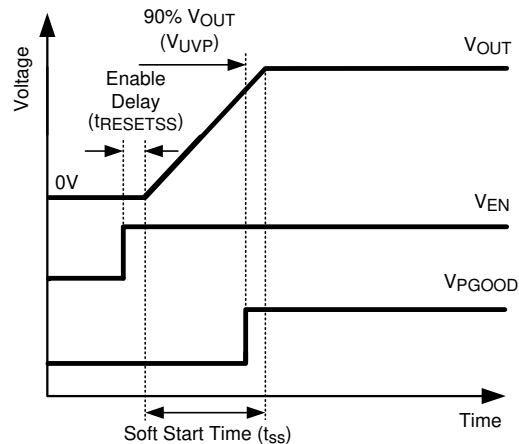 90% VOUT
(VUVP)
VOUT
Enable
Delay
(tRESETSS)
Voltage
0V
VEN
VPGOOD
Time
Soft Start Time (tss)